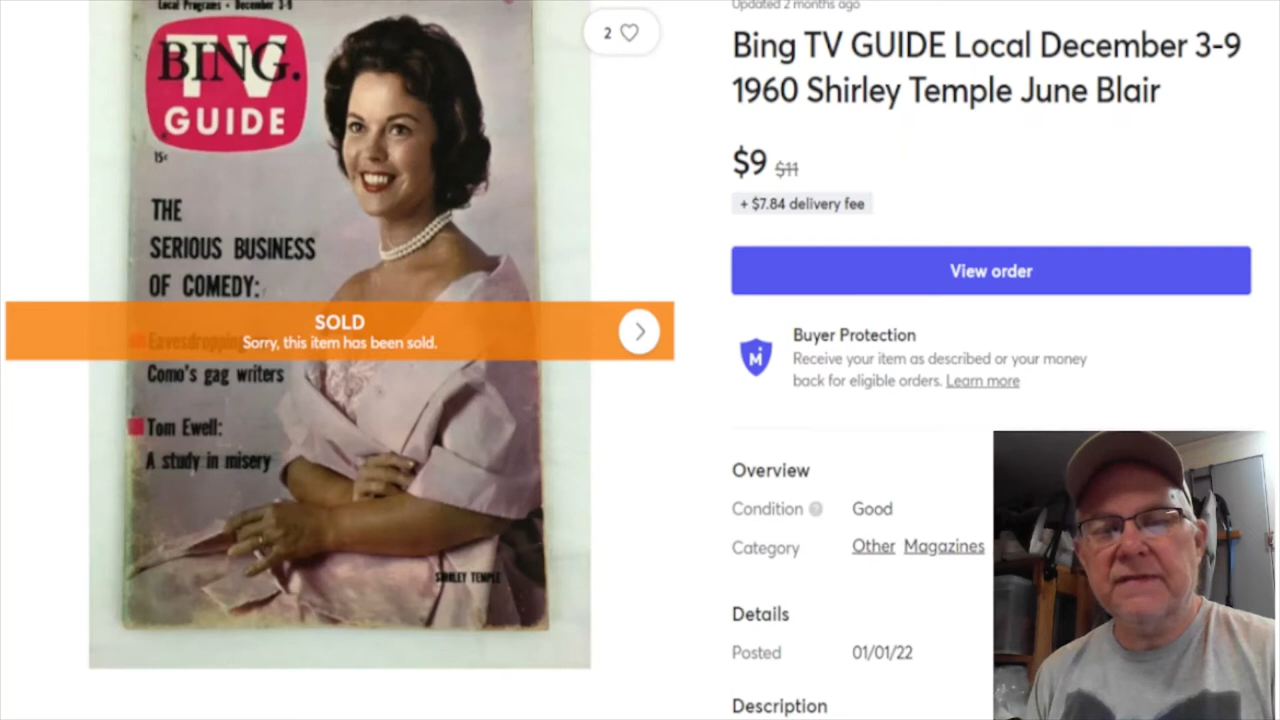 Local Programs • December 3-9
BING.
TV
GUIDE
15¢
THE
SERIOUS BUSINESS
OF COMEDY:
Eavesdropping
Como's gag writers
Tom Ewell:
A study in misery
SHIRLEY TEMPLE
SOLD
Sorry, this item has been sold.
2
Updated 2 months ago
Bing TV GUIDE Local December 3-9
1960 Shirley Temple June Blair
$9 $11
+ $7.84 delivery fee
View order
Buyer Protection
Receive your item as described or your money
back for eligible orders. Learn more
Overview
Condition ? Good
Category Other Magazines
Details
Posted 01/01/22
Description